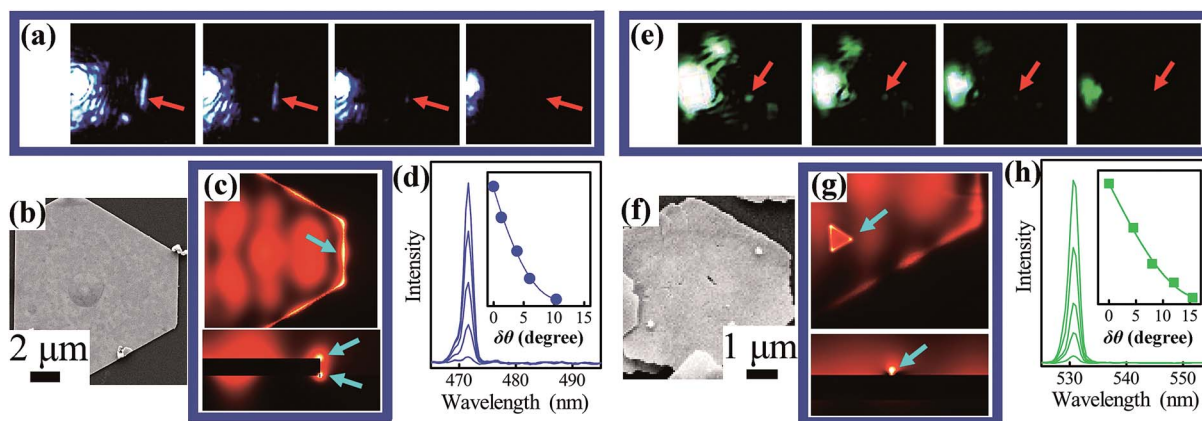 (a)
(e)
(b)
2 μm
(c)
(d)
Intensity
0 5 10 15
δθ (degree)
470 480 490
Wavelength (nm)
(f)
1 μm
(g)
(h)
Intensity
0 5 10 15
δθ (degree)
530 540 550
Wavelength (nm)